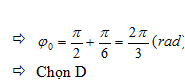 ⇨ φ₀ = π/2 + π/6 = 2π/3 (rad)
⇨ Chọn D